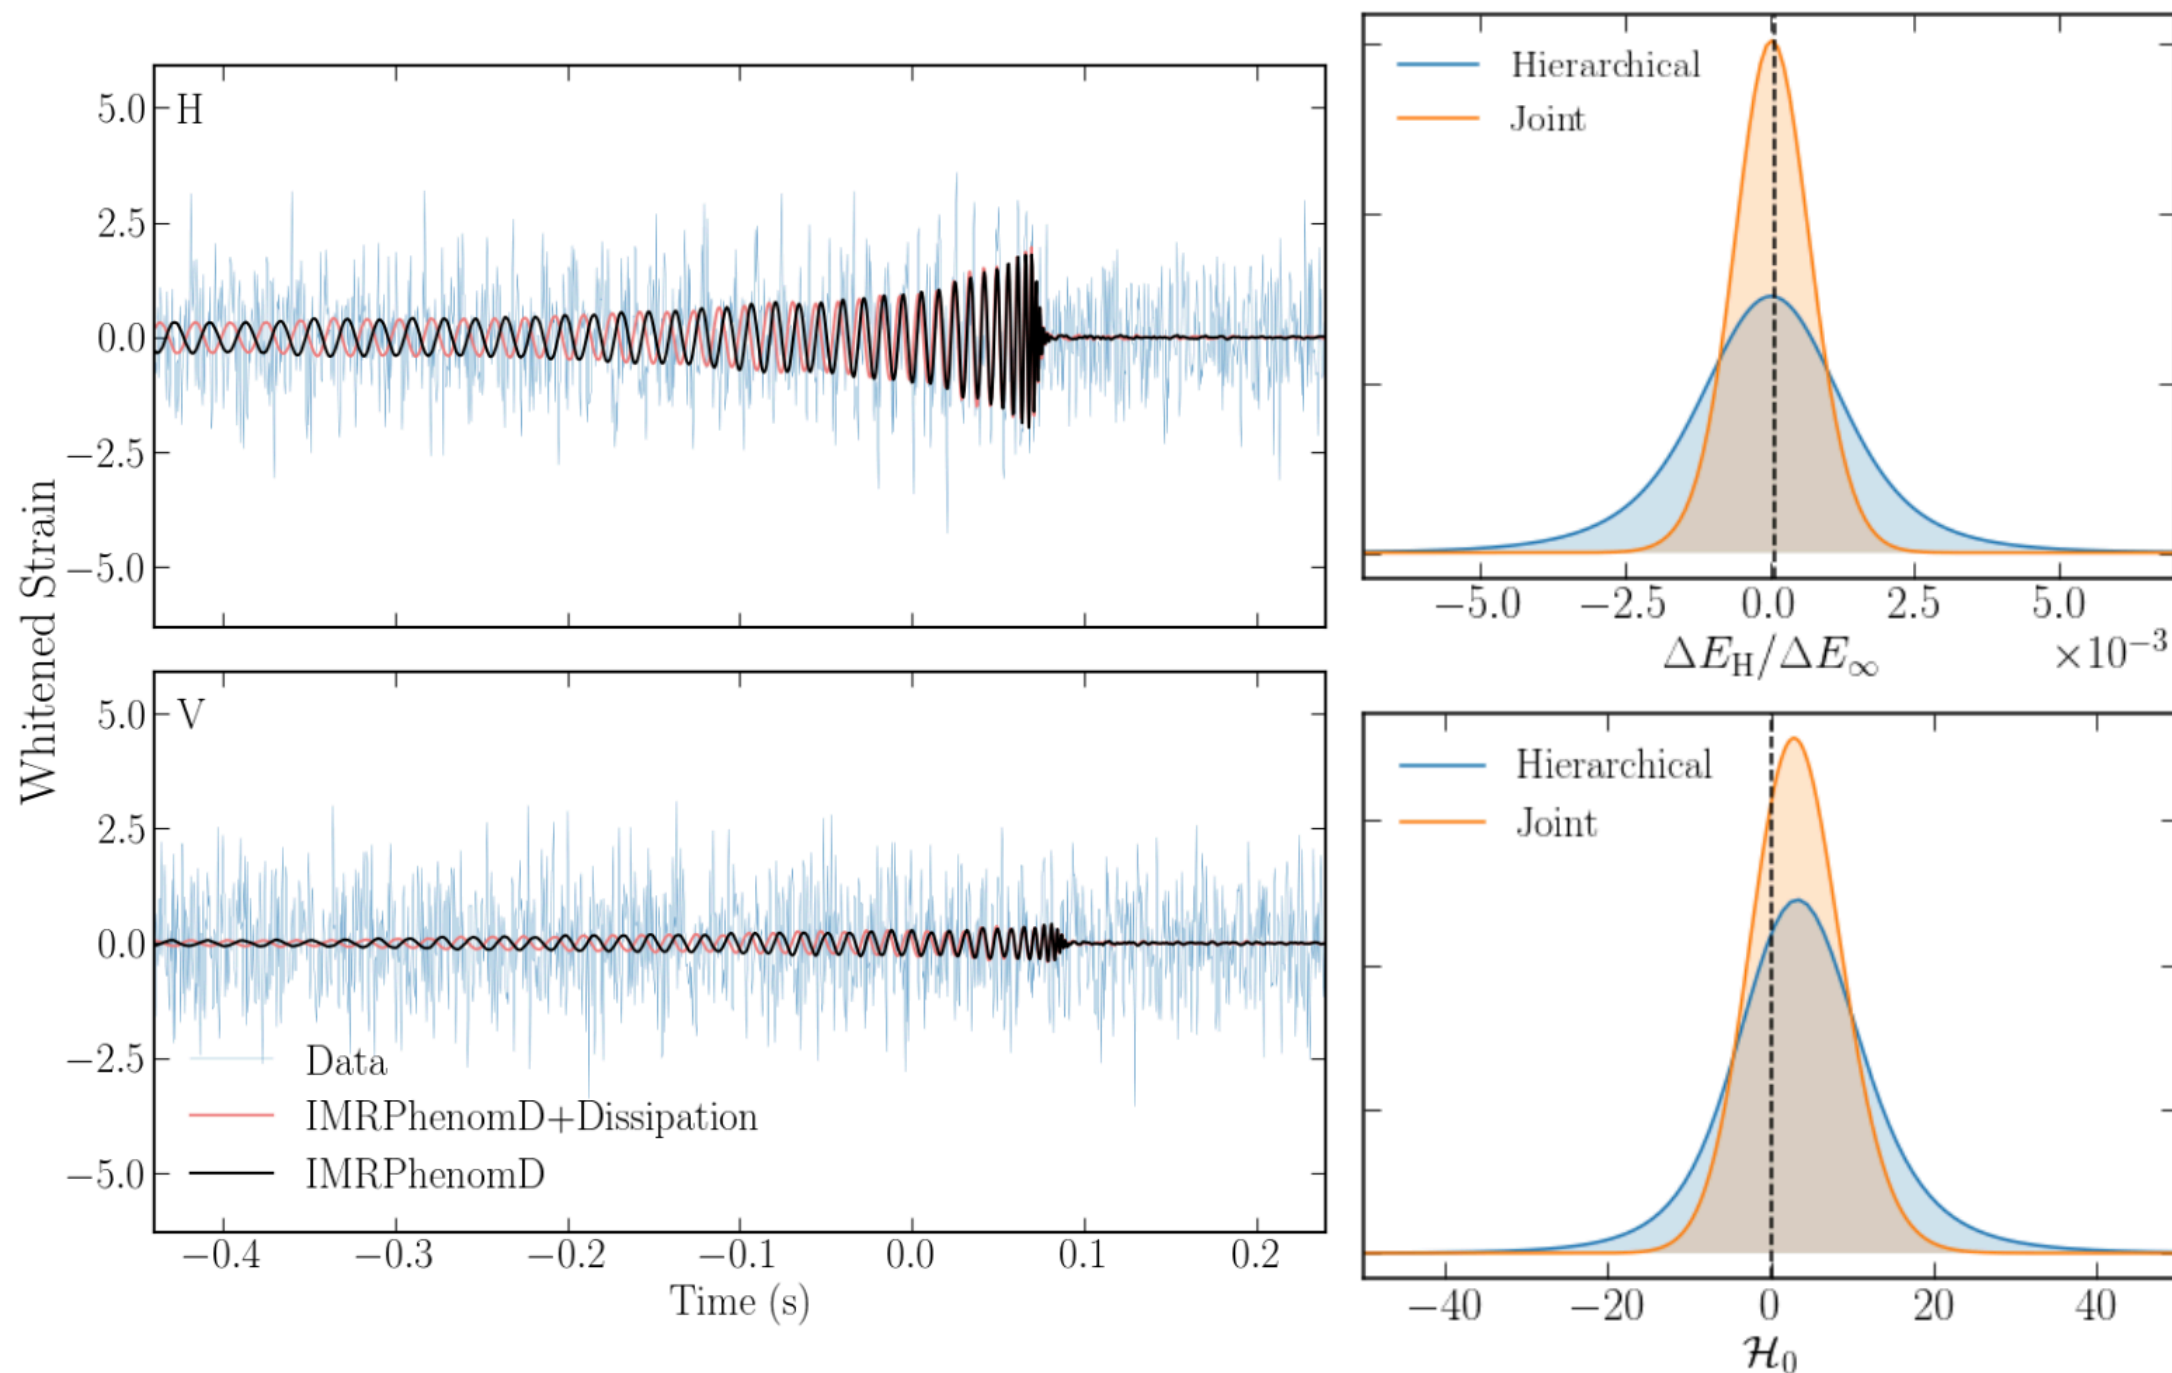 Whitened Strain
H
5.0
2.5
0.0
−2.5
−5.0
V
5.0
2.5
0.0
−2.5
−5.0
Data
IMRPhenomD+Dissipation
IMRPhenomD
−0.4 −0.3 −0.2 −0.1 0.0 0.1 0.2
Time (s)
Hierarchical
Joint
−5.0 −2.5 0.0 2.5 5.0
ΔE_H/ΔE_∞ ×10⁻³
Hierarchical
Joint
−40 −20 0 20 40
ℋ₀